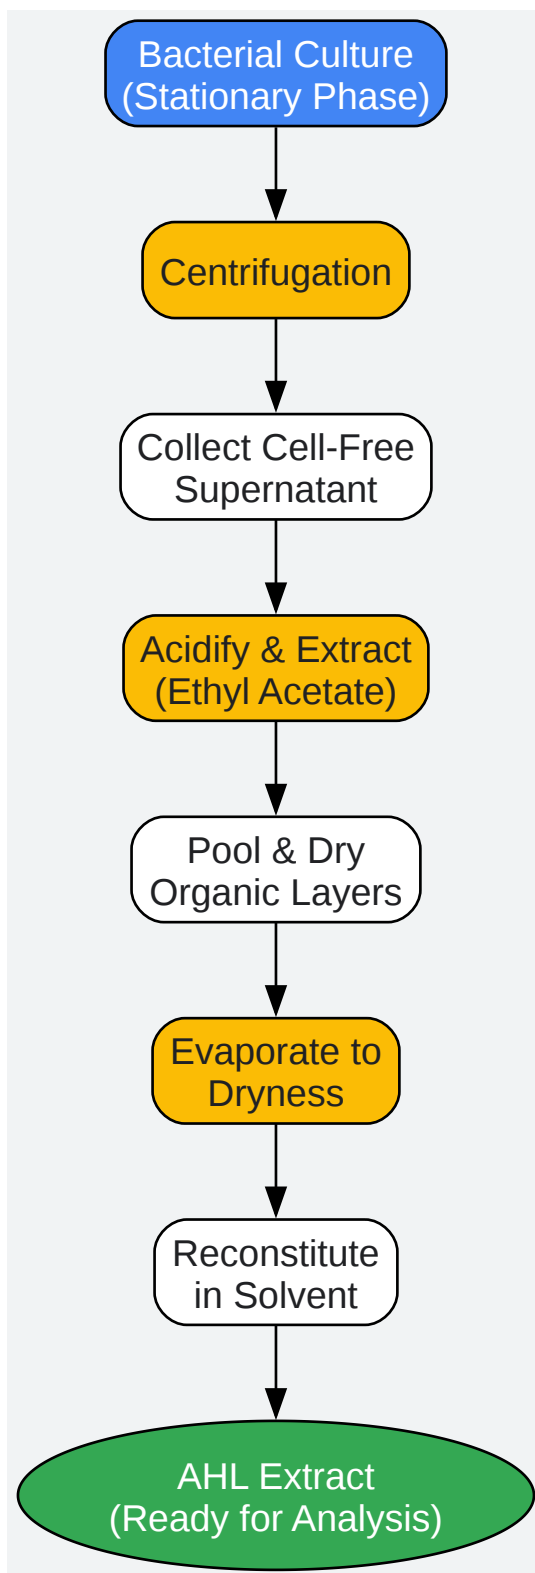 Bacterial Culture
(Stationary Phase)
Centrifugation
Collect Cell-Free
Supernatant
Acidify & Extract
(Ethyl Acetate)
Pool & Dry
Organic Layers
Evaporate to
Dryness
Reconstitute
in Solvent
AHL Extract
(Ready for Analysis)